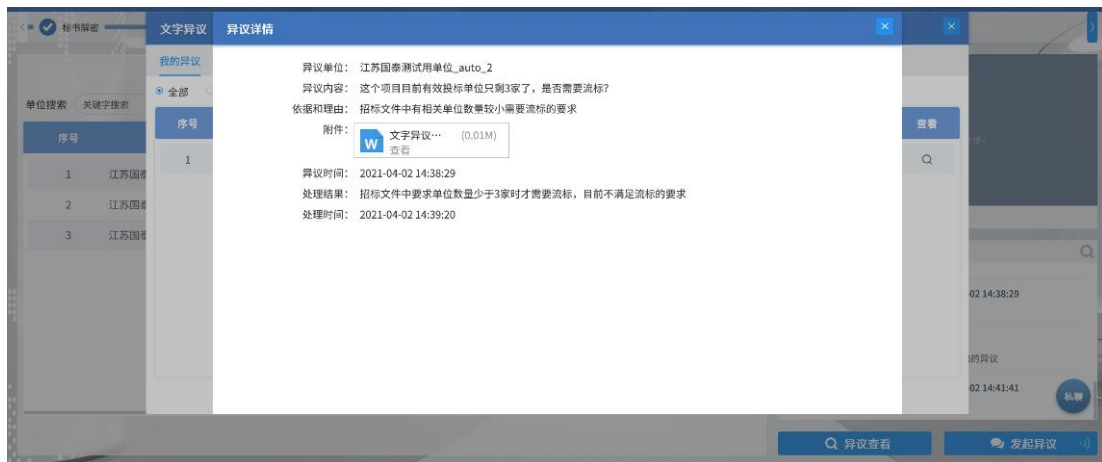 标书解密
文字异议
异议详情
我的异议
全部
单位搜索 关键字搜索
序号
序号
查看
1
1 江苏国泰
2 江苏国泰
3 江苏国泰
异议单位： 江苏国泰测试用单位_auto_2
异议内容： 这个项目目前有效投标单位只剩3家了，是否需要流标？
依据和理由： 招标文件中有相关单位数量较小需要流标的要求
附件：
W 文字异议… (0.01M)
查看
异议时间： 2021-04-02 14:38:29
处理结果： 招标文件中要求单位数量少于3家时才需要流标，目前不满足流标的要求
处理时间： 2021-04-02 14:39:20
-02 14:38:29
的异议
-02 14:41:41
私聊
异议查看
发起异议